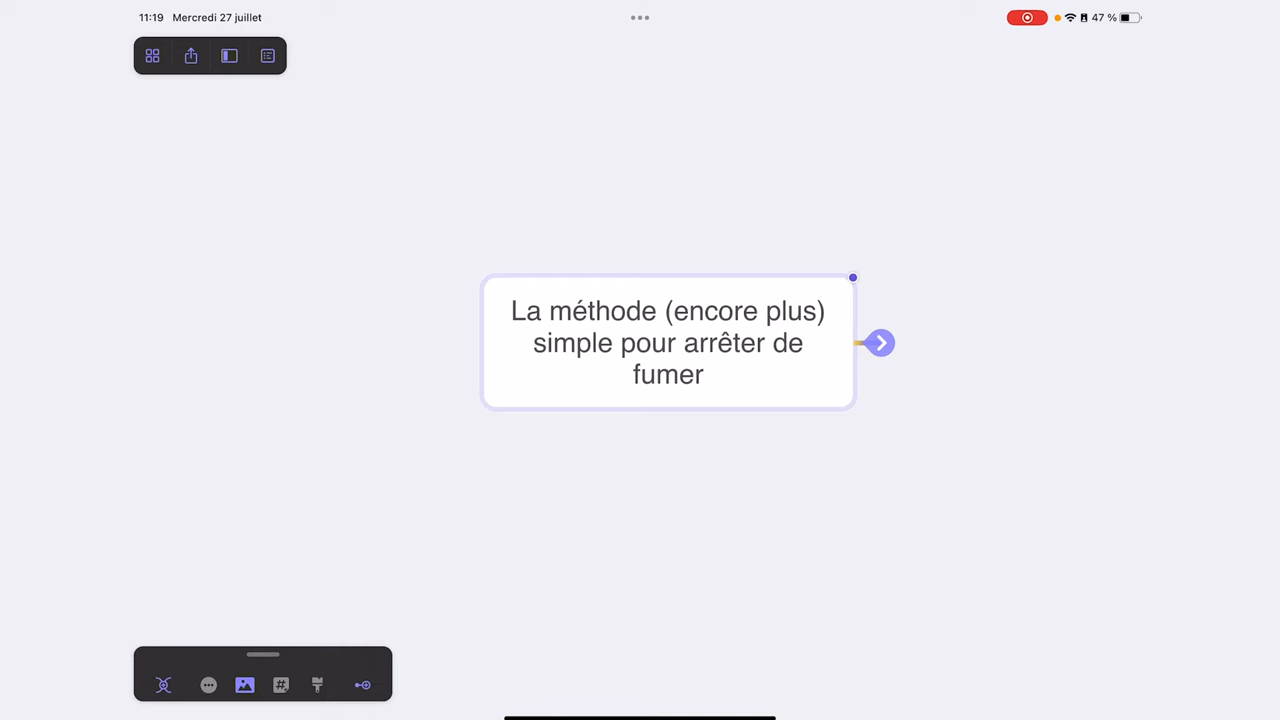 11:19 Mercredi 27 juillet
47 %
La méthode (encore plus)
simple pour arrêter de
fumer